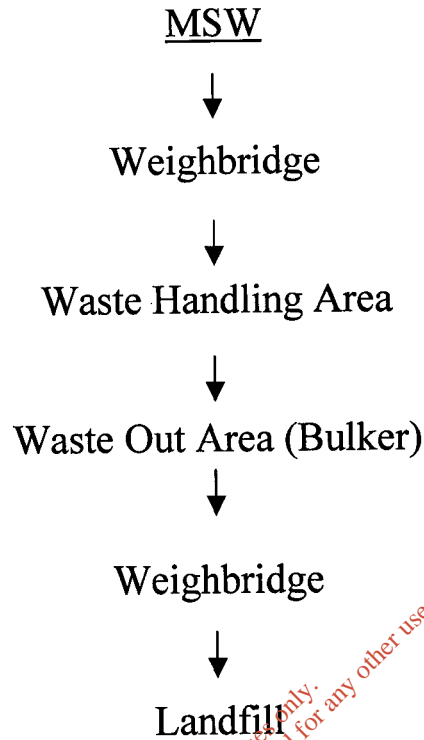 MSW
Weighbridge
Waste Handling Area
Waste Out Area (Bulker)
Weighbridge
Landfill
only.
for any other use